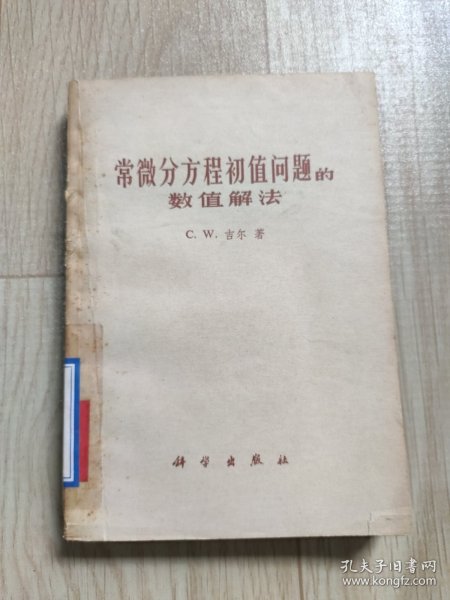 常微分方程初值问题的
数值解法
C. W. 吉尔 著
科学出版社
孔夫子旧书网
www.kongfz.com